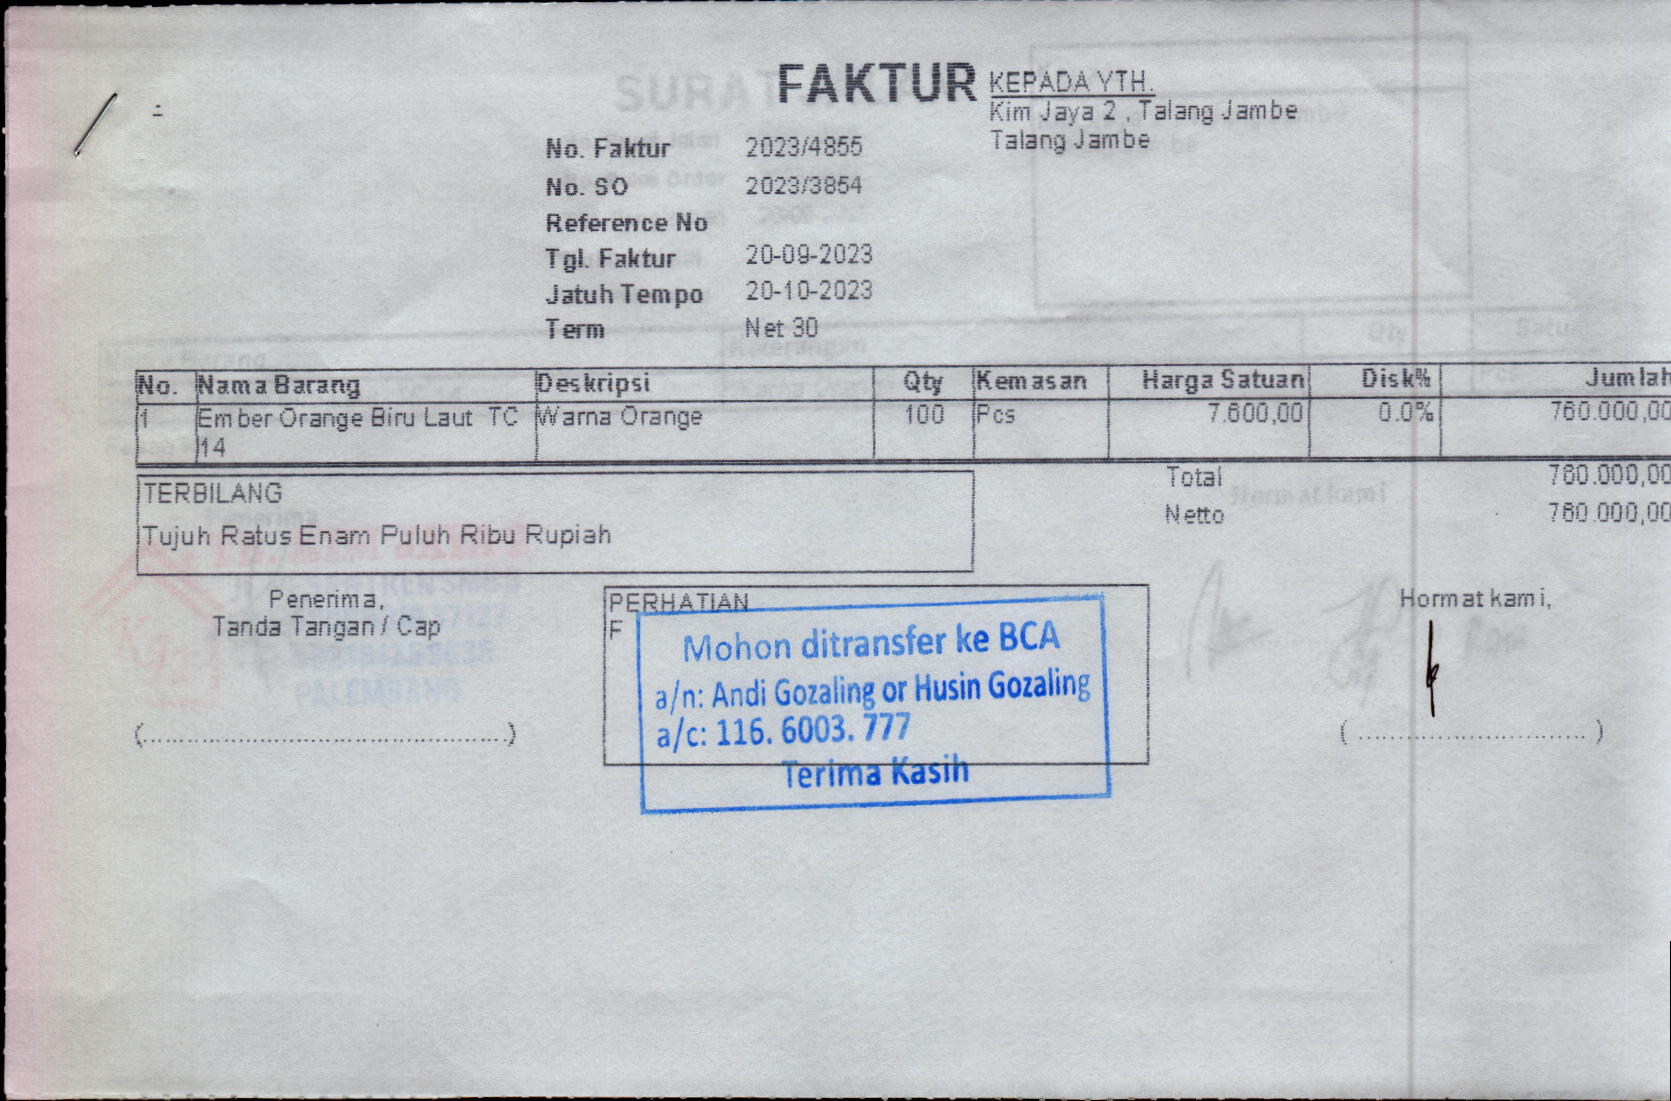 FAKTUR
KEPADA YTH.
Kim Jaya 2 , Talang Jambe
Talang Jambe
No. Faktur 2023/4855
No. SO 2023/3854
Reference No
Tgl. Faktur 20-09-2023
Jatuh Tempo 20-10-2023
Term Net 30
No. Nama Barang Deskripsi Qty Kemasan Harga Satuan Disk% Jumlah
1 Ember Orange Biru Laut TC Warna Orange 100 Pcs 7.600,00 0.0% 760.000,00
14
Total 760.000,00
Netto 760.000,00
TERBILANG
Tujuh Ratus Enam Puluh Ribu Rupiah
Penerima,
Tanda Tangan / Cap
(................................................)
PERHATIAN
F
Mohon ditransfer ke BCA
a/n: Andi Gozaling or Husin Gozaling
a/c: 116. 6003. 777
Terima Kasih
Hormat kami,
( ............................. )
PALEMBANG